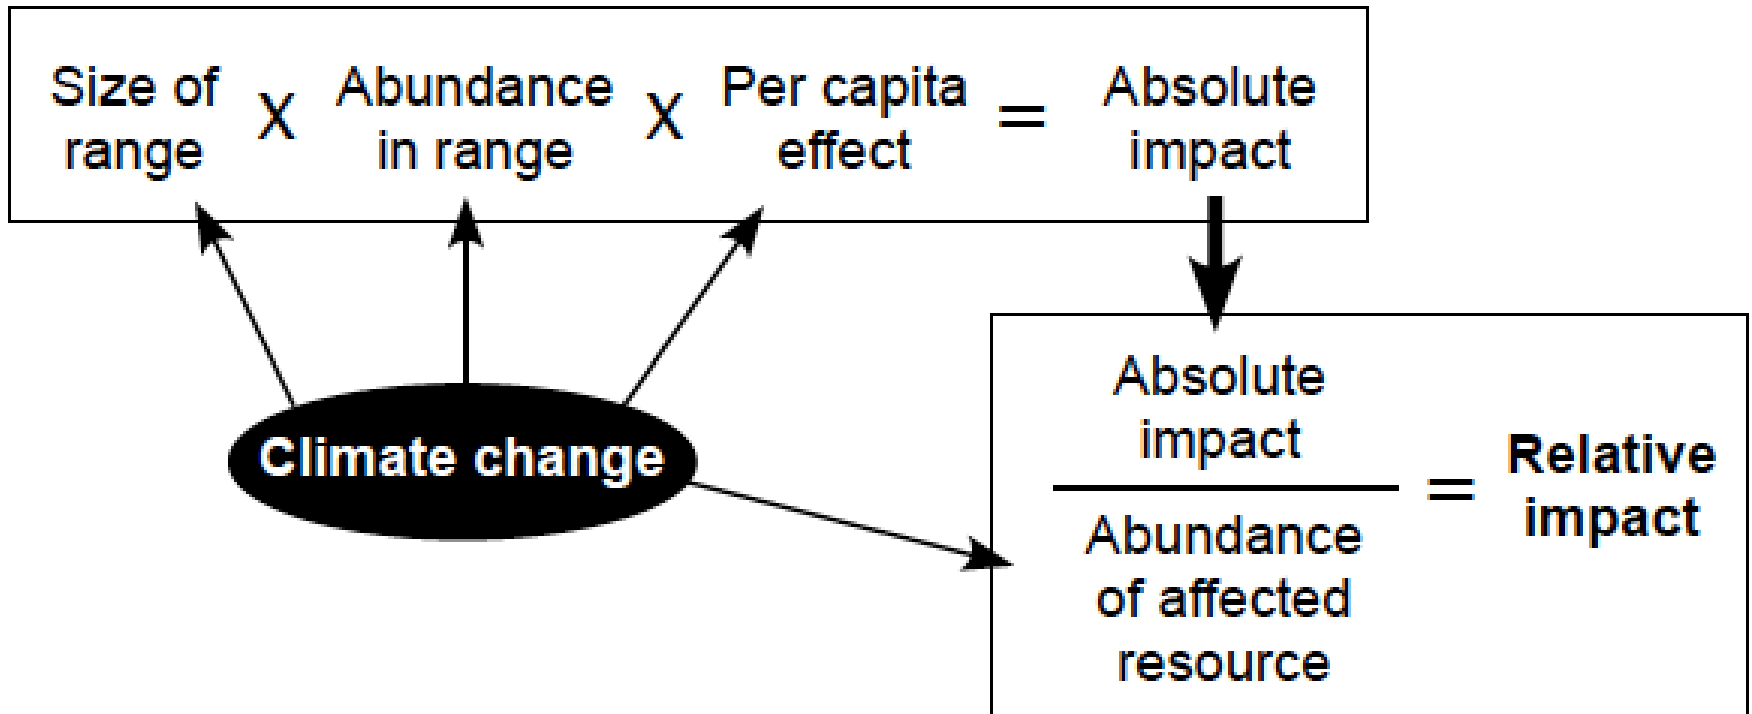 Size of range X Abundance in range X Per capita effect = Absolute impact
Climate change
Absolute impact
Abundance of affected resource
= Relative impact